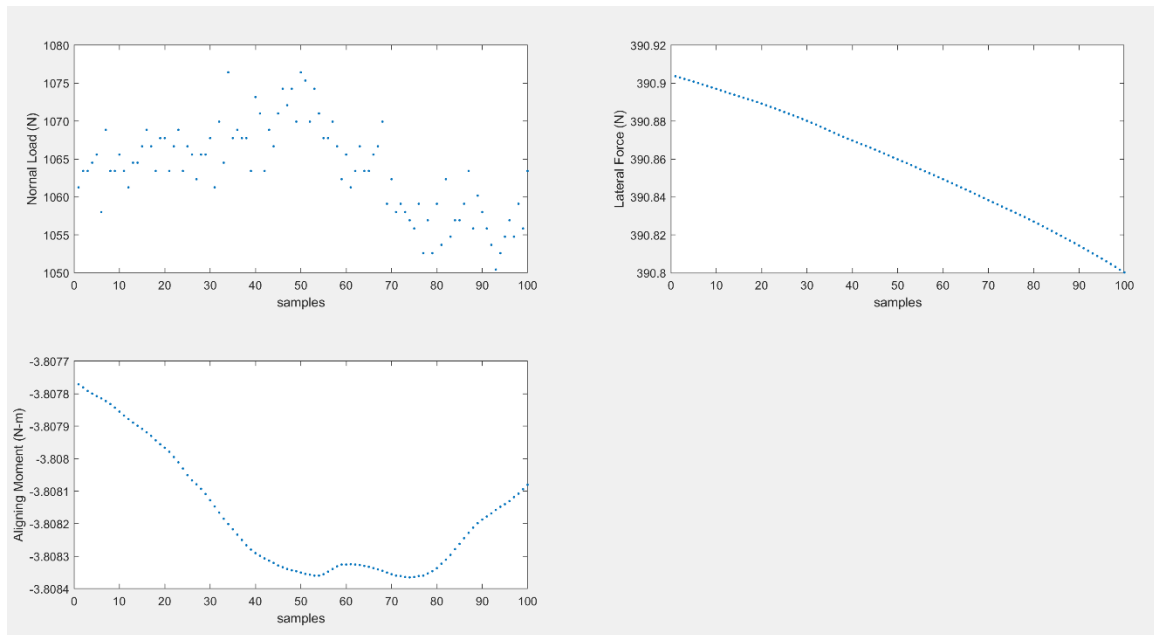 Nornal Load (N)
1080
1075
1070
1065
1060
1055
1050
0 10 20 30 40 50 60 70 80 90 100
samples
Lateral Force (N)
390.92
390.9
390.88
390.86
390.84
390.82
390.8
0 10 20 30 40 50 60 70 80 90 100
samples
Aligning Moment (N-m)
-3.8077
-3.8078
-3.8079
-3.808
-3.8081
-3.8082
-3.8083
-3.8084
0 10 20 30 40 50 60 70 80 90 100
samples